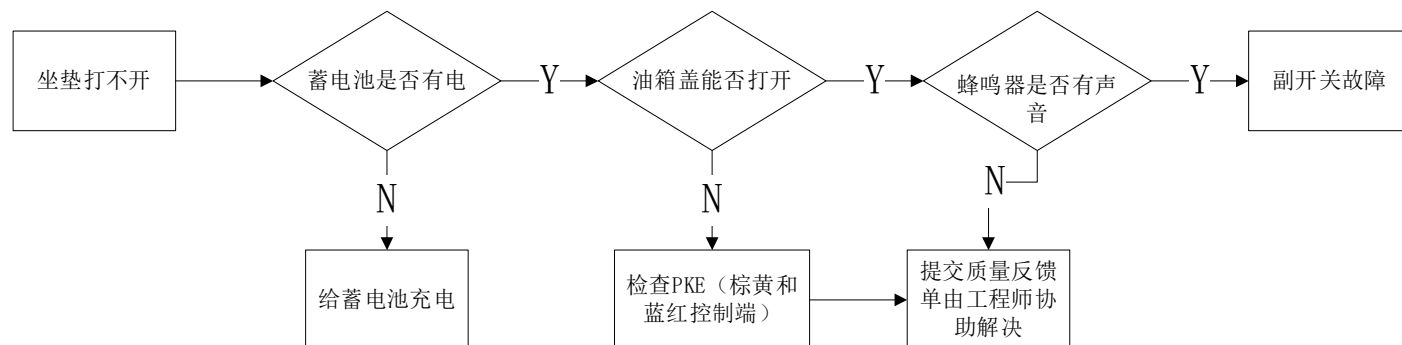 坐垫打不开
蓄电池是否有电
Y
油箱盖能否打开
Y
蜂鸣器是否有声
音
Y
副开关故障
N
N
N
给蓄电池充电
检查PKE（棕黄和
蓝红控制端）
提交质量反馈
单由工程师协
助解决